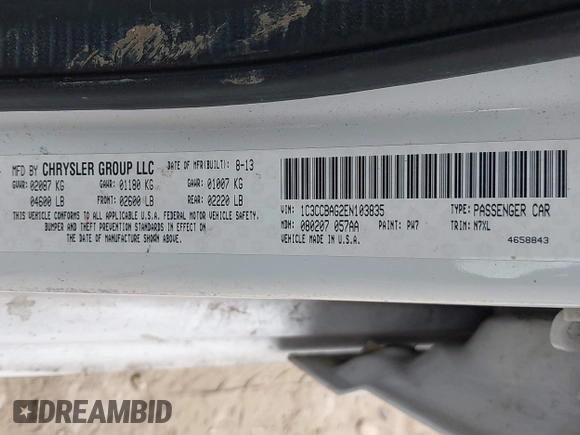 MFD BY CHRYSLER GROUP LLC DATE OF MFR(BUILT): 8-13
GVWR: 02087 KG GAWR: 01180 KG GAWR: 01007 KG
04600 LB FRONT: 02600 LB REAR: 02220 LB
THIS VEHICLE CONFORMS TO ALL FEDERAL MOTOR VEHICLE SAFETY,
BUMPER AND THEFT PREVENTION STANDARDS IN EFFECT ON
THE DATE OF MANUFACTURE SHOWN ABOVE.
VIN: 1C3CCBAG2EN103835 TYPE: PASSENGER CAR
MDH: 080207 057AA PAINT: PW7 TRIM: N7XL
VEHICLE MADE IN U.S.A. 4658843
DREAMBID